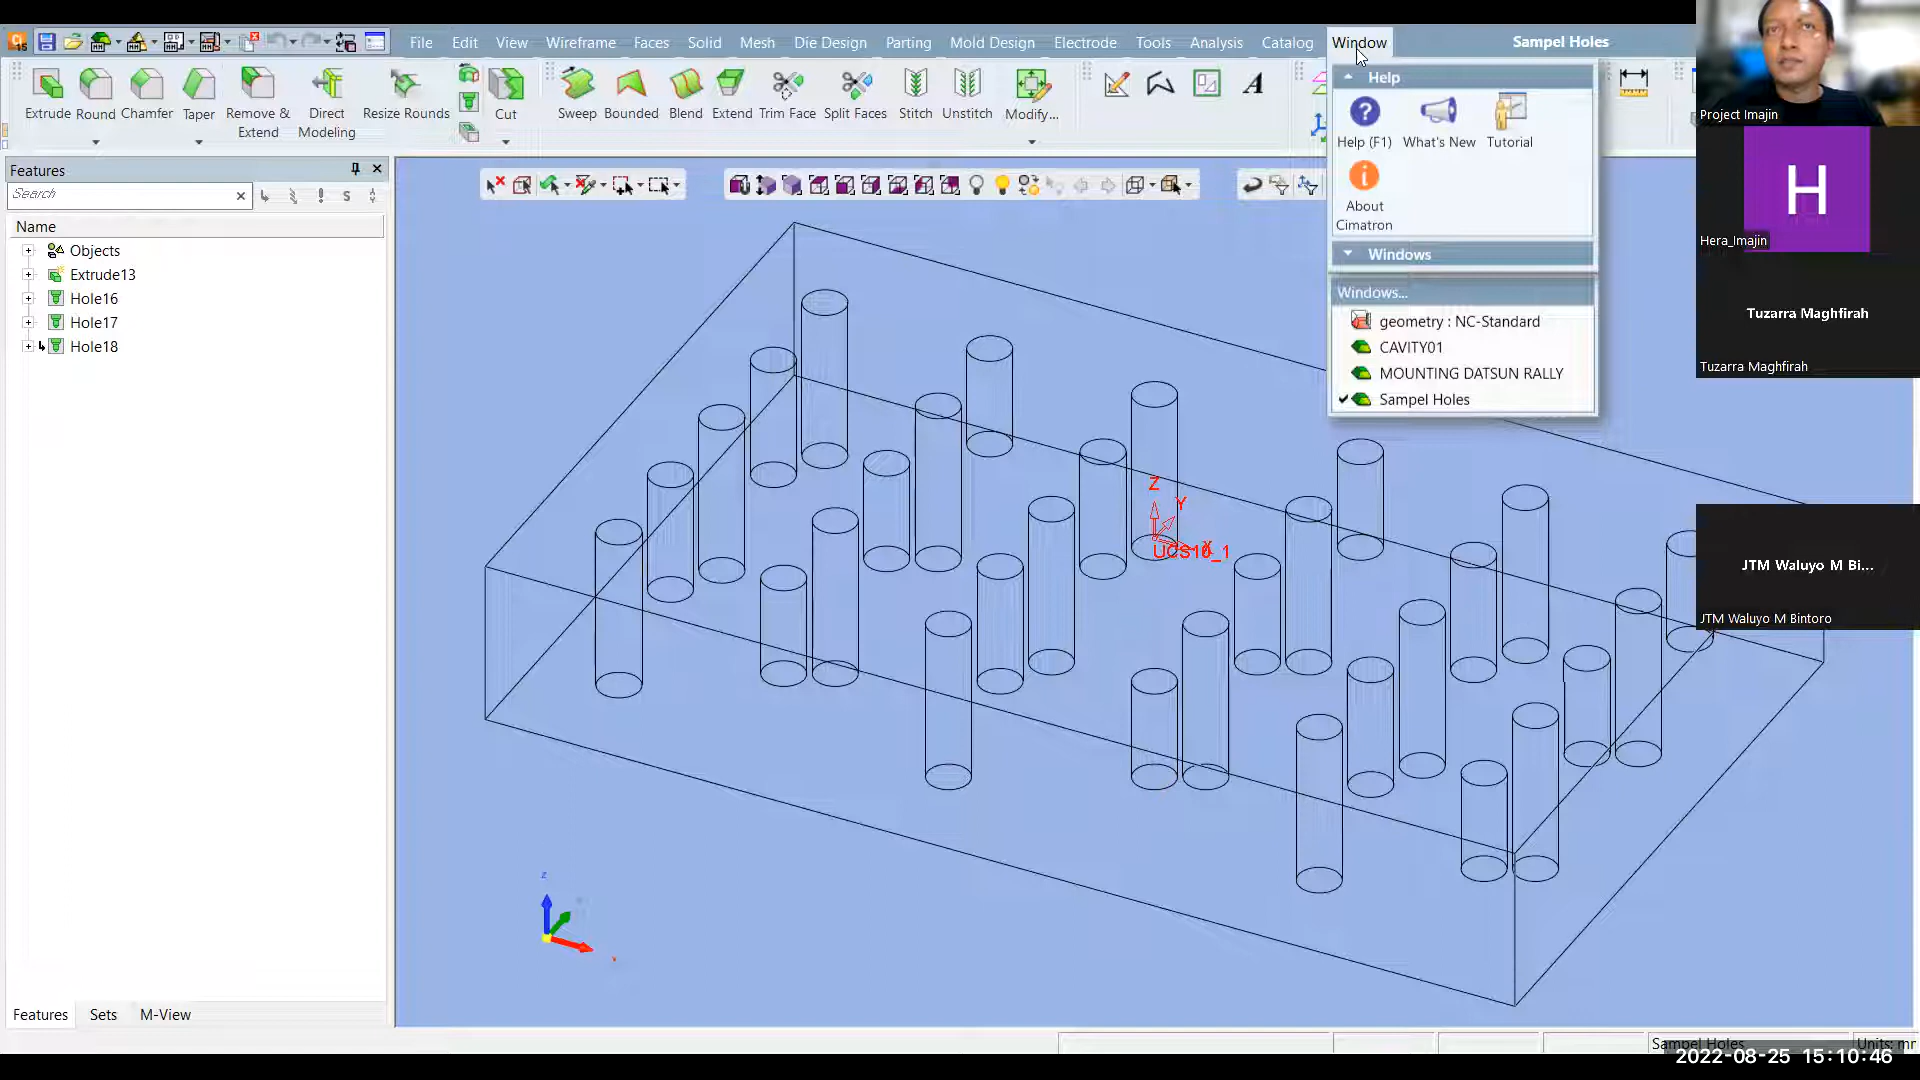 File Edit View Wireframe Faces Solid Mesh Die Design Parting Mold Design Electrode Tools Analysis Catalog Window Sampel Holes
Extrude Round Chamfer Taper Remove & Extend Direct Modeling Resize Rounds Cut Sweep Bounded Blend Extend Trim Face Split Faces Stitch Unstitch Modify...
Help
Help (F1) What's New Tutorial
About Cimatron
Windows
Windows...
geometry : NC-Standard
CAVITY01
MOUNTING DATSUN RALLY
Sampel Holes
Features
Search
Name
Objects
Extrude13
Hole16
Hole17
Hole18
Z
Y
X
UCS10_1
z
Features Sets M-View
Project Imajin
H
Hera_Imajin
Tuzarra Maghfirah
Tuzarra Maghfirah
JTM Waluyo M Bi...
JTM Waluyo M Bintoro
Sampel Holes
2022-08-25 15:10:46